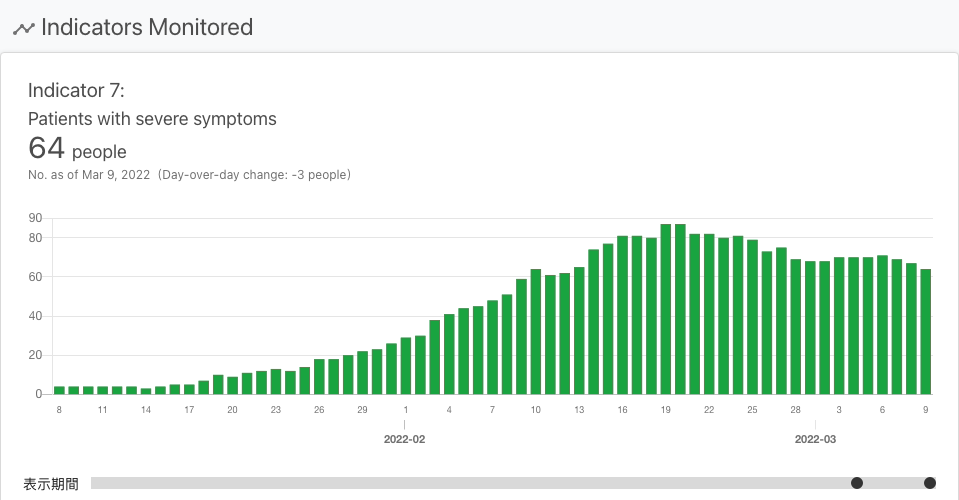 Indicators Monitored
Indicator 7:
Patients with severe symptoms
64 people
No. as of Mar 9, 2022 (Day-over-day change: -3 people)
90
80
60
40
20
0
8 11 14 17 20 23 26 29 1 4 7 10 13 16 19 22 25 28 3 6 9
2022-02 2022-03
表示期間